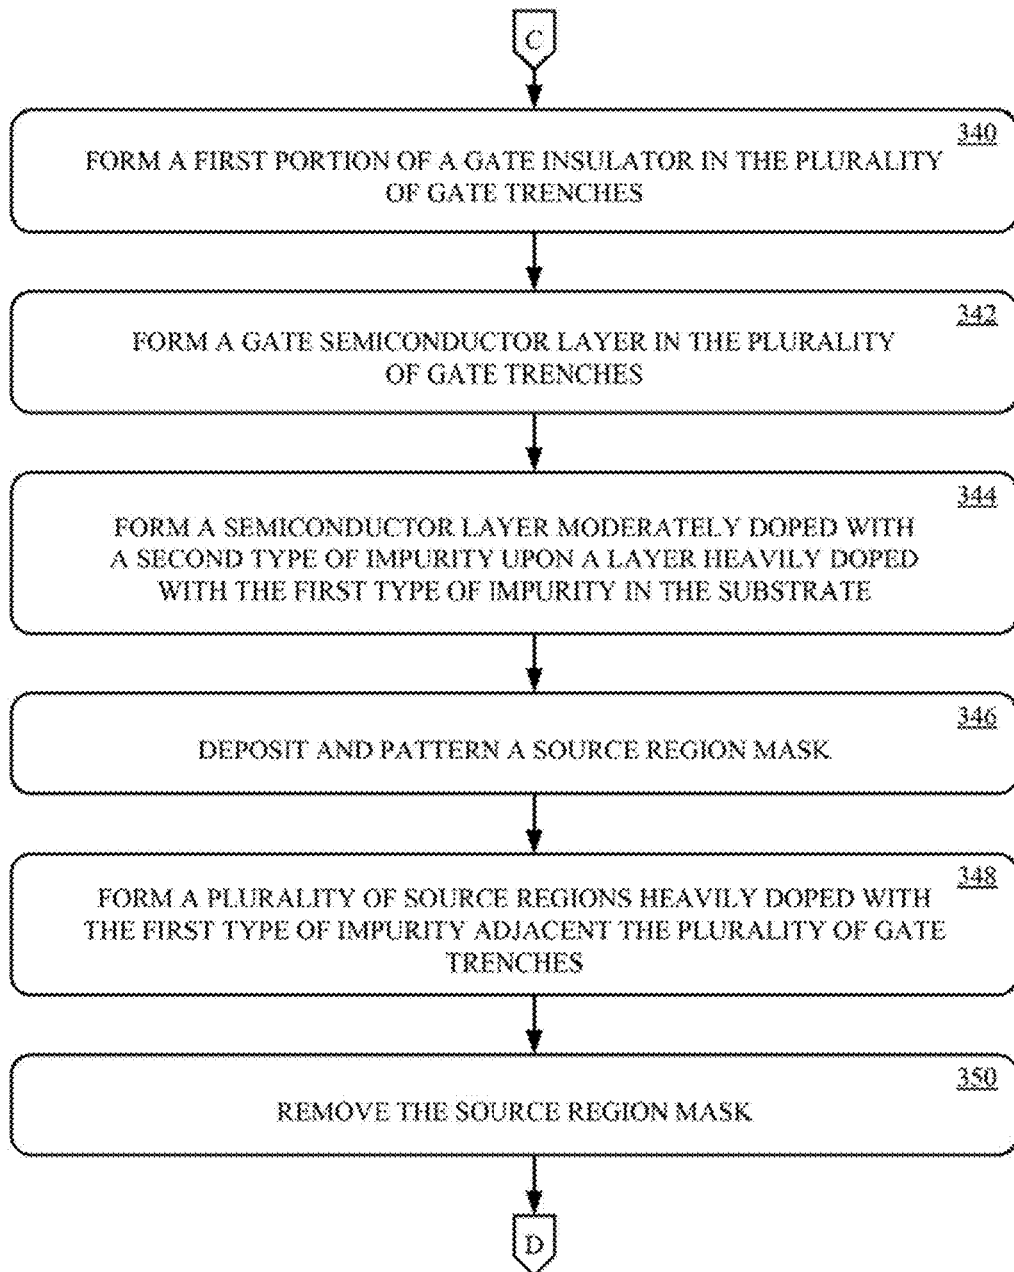 C
340
FORM A FIRST PORTION OF A GATE INSULATOR IN THE PLURALITY
OF GATE TRENCHES
342
FORM A GATE SEMICONDUCTOR LAYER IN THE PLURALITY
OF GATE TRENCHES
344
FORM A SEMICONDUCTOR LAYER MODERATELY DOPED WITH
A SECOND TYPE OF IMPURITY UPON A LAYER HEAVILY DOPED
WITH THE FIRST TYPE OF IMPURITY IN THE SUBSTRATE
346
DEPOSIT AND PATTERN A SOURCE REGION MASK
348
FORM A PLURALITY OF SOURCE REGIONS HEAVILY DOPED WITH
THE FIRST TYPE OF IMPURITY ADJACENT THE PLURALITY OF GATE
TRENCHES
350
REMOVE THE SOURCE REGION MASK
D